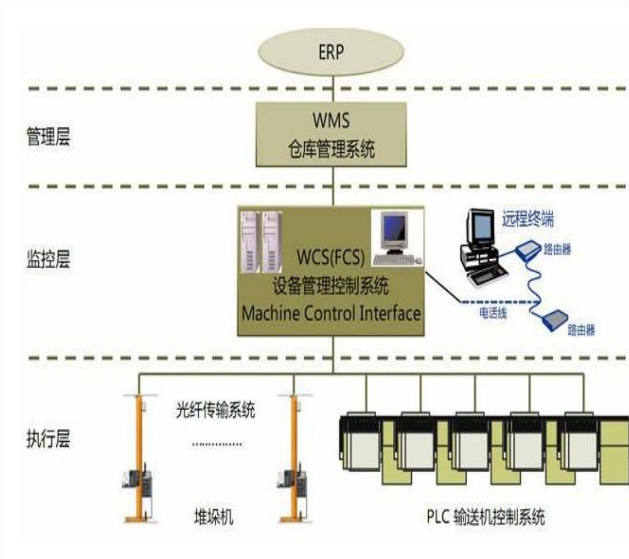 ERP
管理层
WMS
仓库管理系统
监控层
WCS(FCS)
设备管理控制系统
Machine Control Interface
远程终端
路由器
电话线
路由器
执行层
光纤传输系统
..............
堆垛机
PLC 输送机控制系统